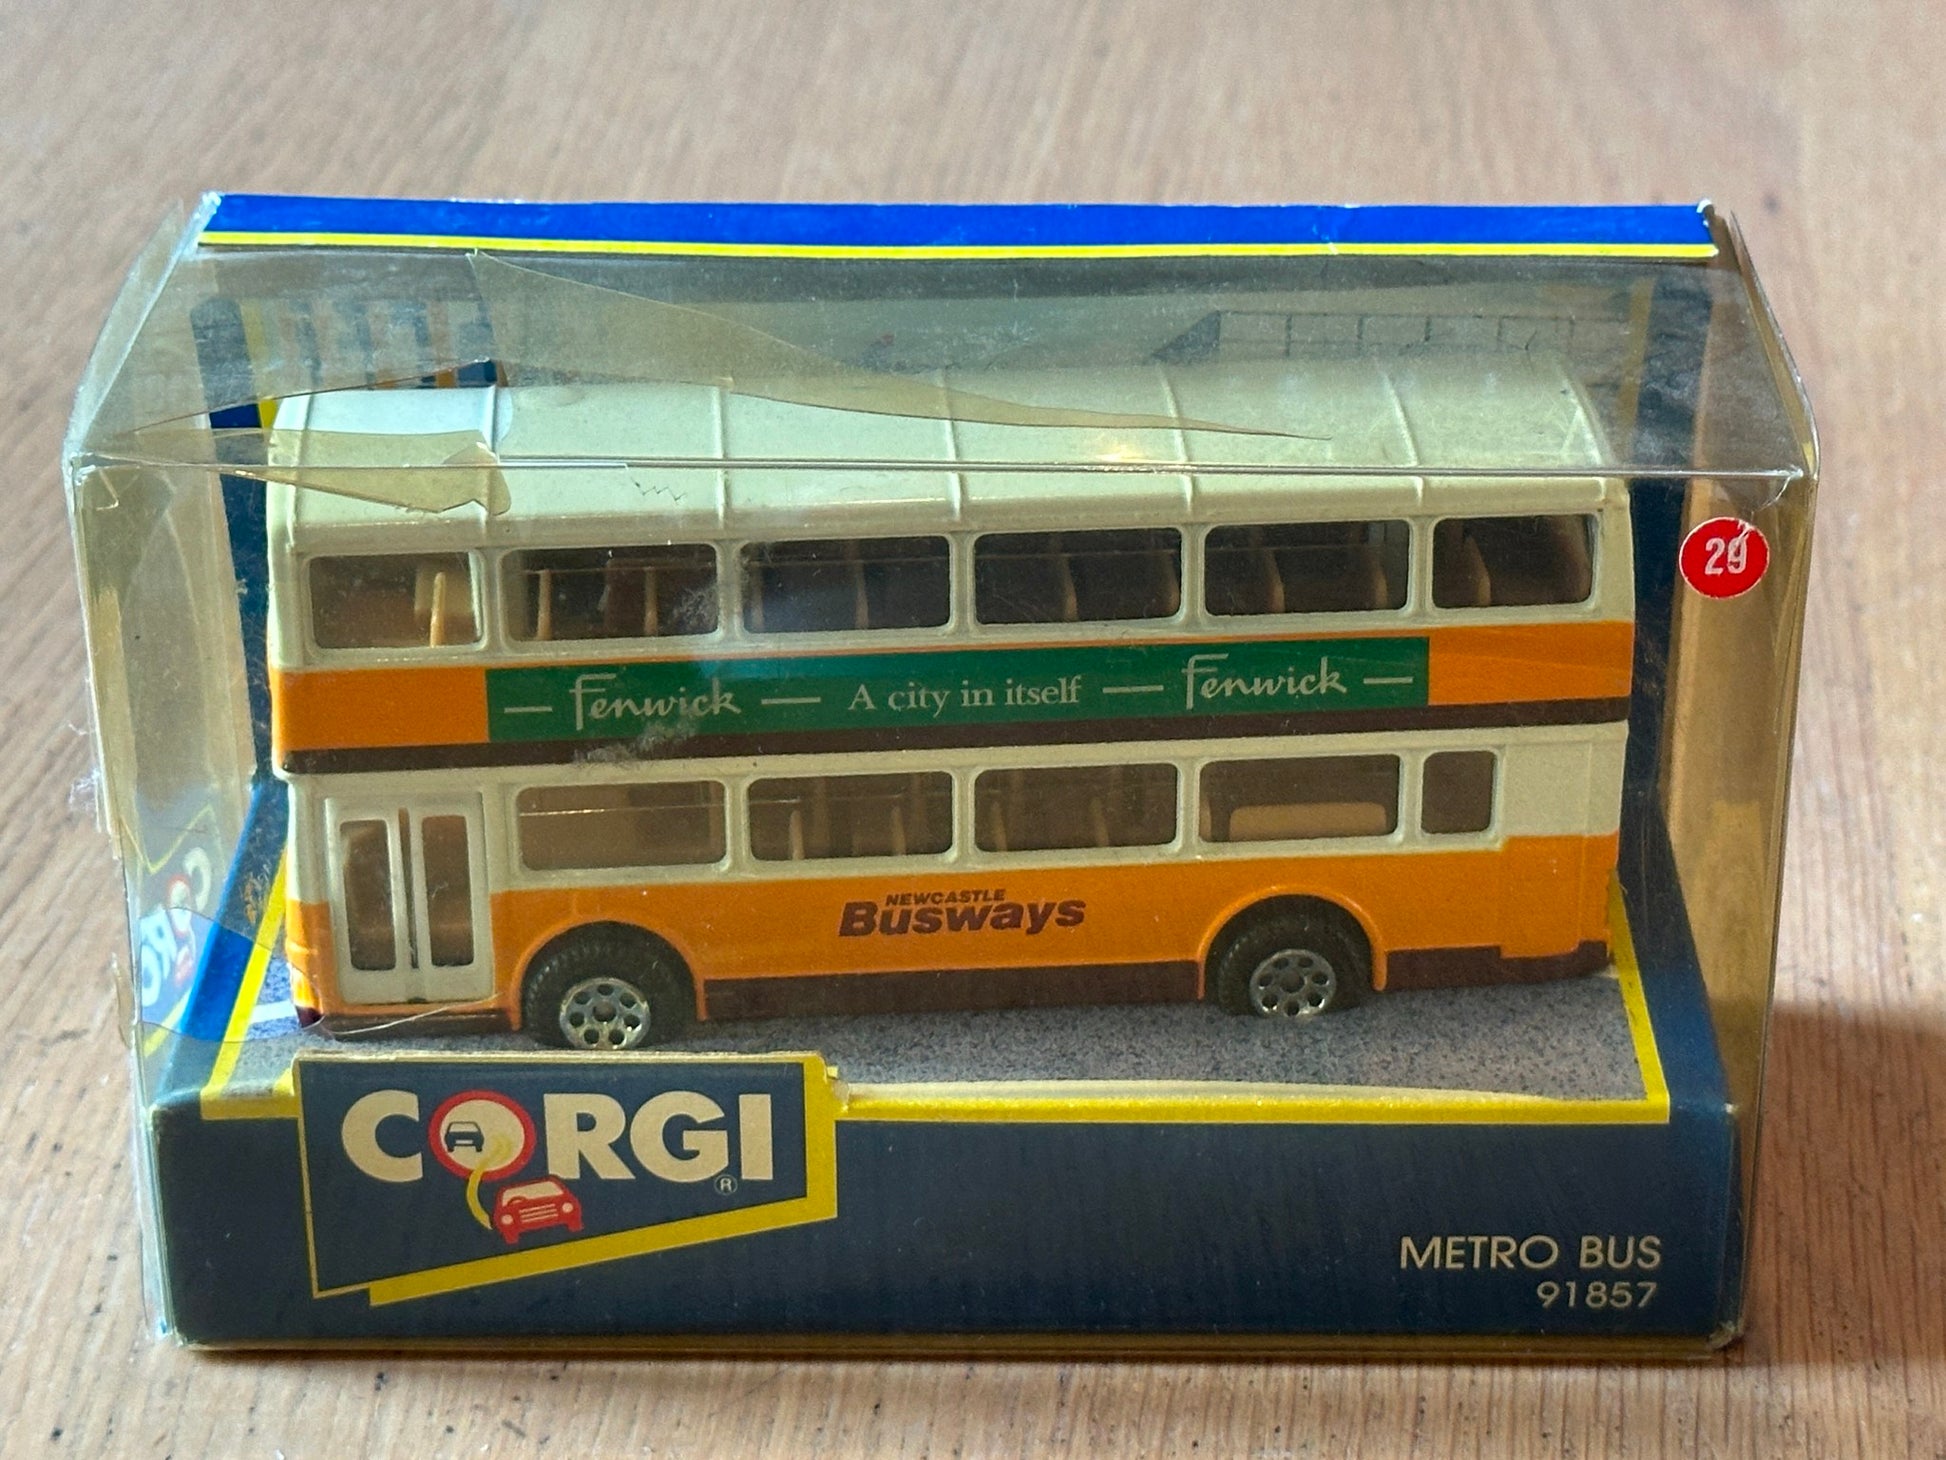 29
Fenwick — A city in itself — Fenwick —
NEWCASTLE
Busways
CORGI®
METRO BUS
91857